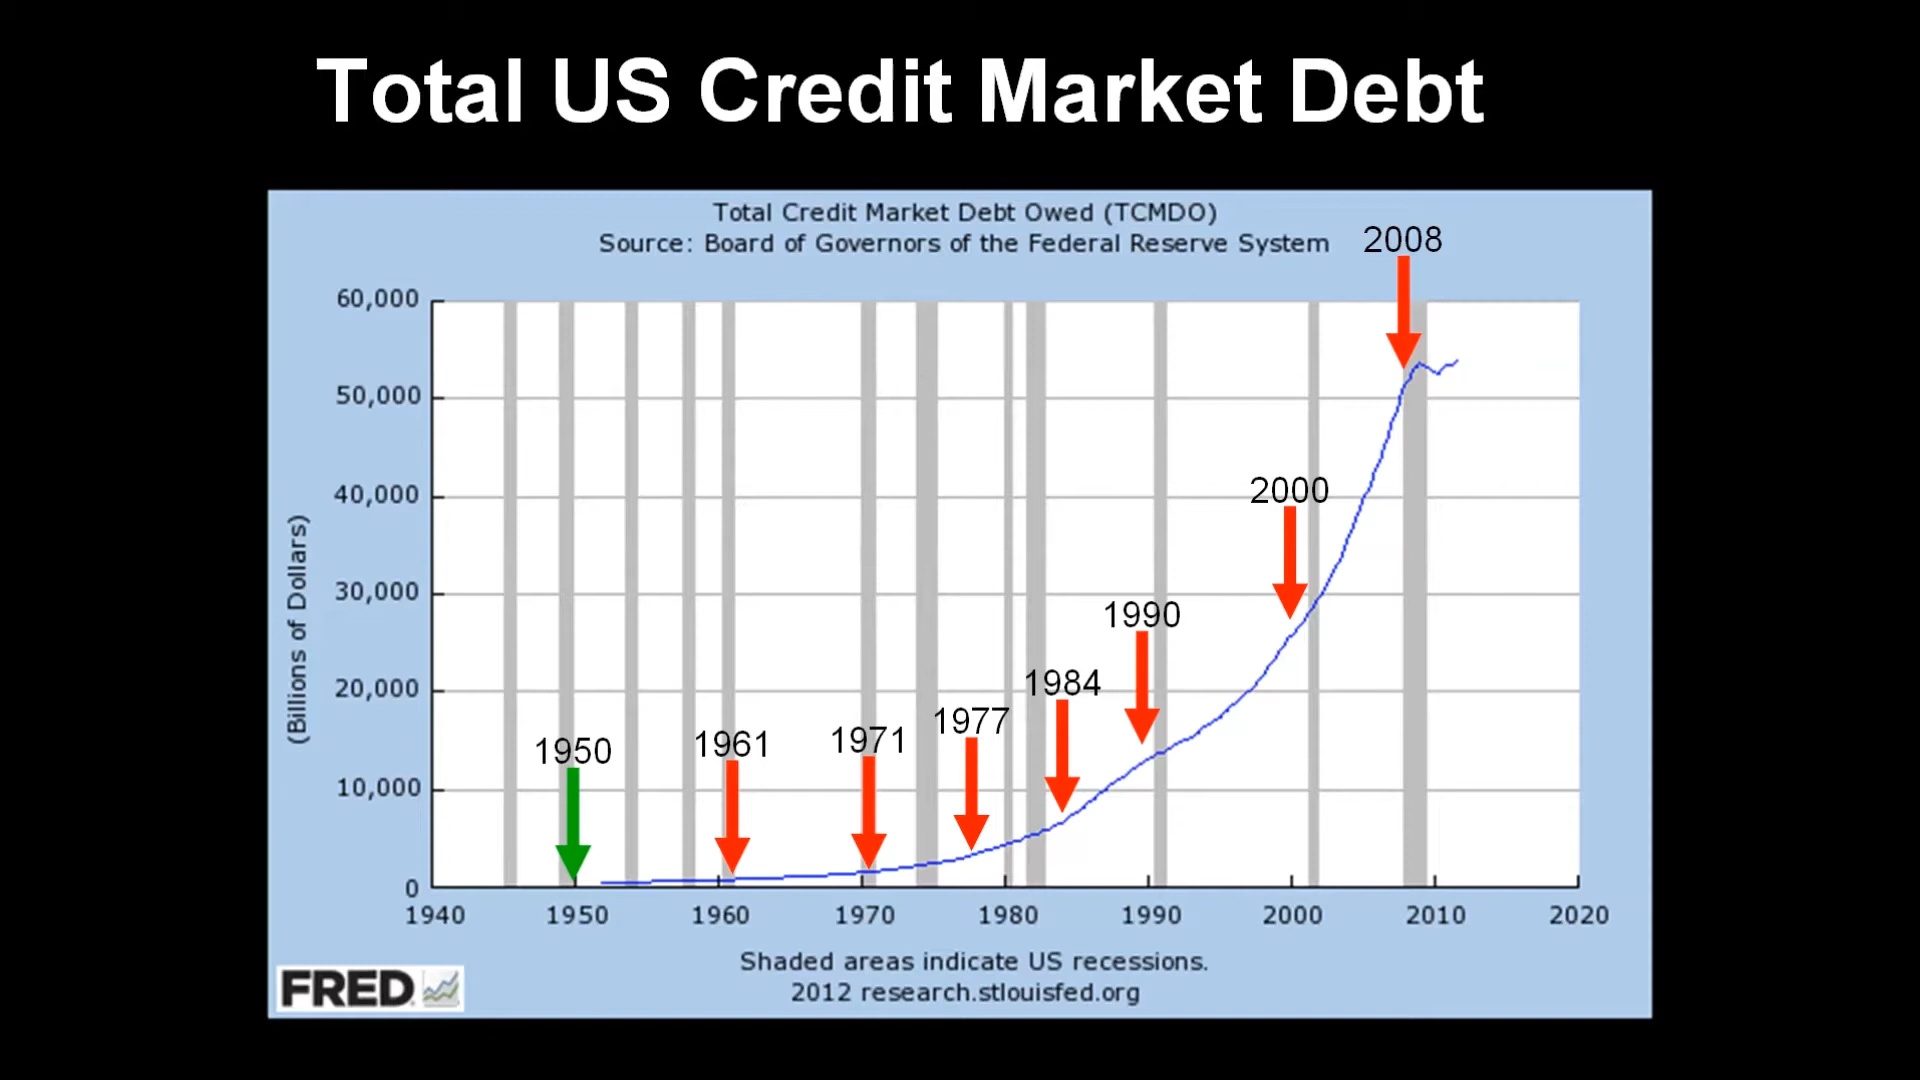 Total US Credit Market Debt
Total Credit Market Debt Owed (TCMDO)
Source: Board of Governors of the Federal Reserve System
2008
60,000
50,000
40,000
30,000
20,000
10,000
0
(Billions of Dollars)
2000
1990
1984
1977
1971
1961
1950
1940 1950 1960 1970 1980 1990 2000 2010 2020
Shaded areas indicate US recessions.
2012 research.stlouisfed.org
FRED